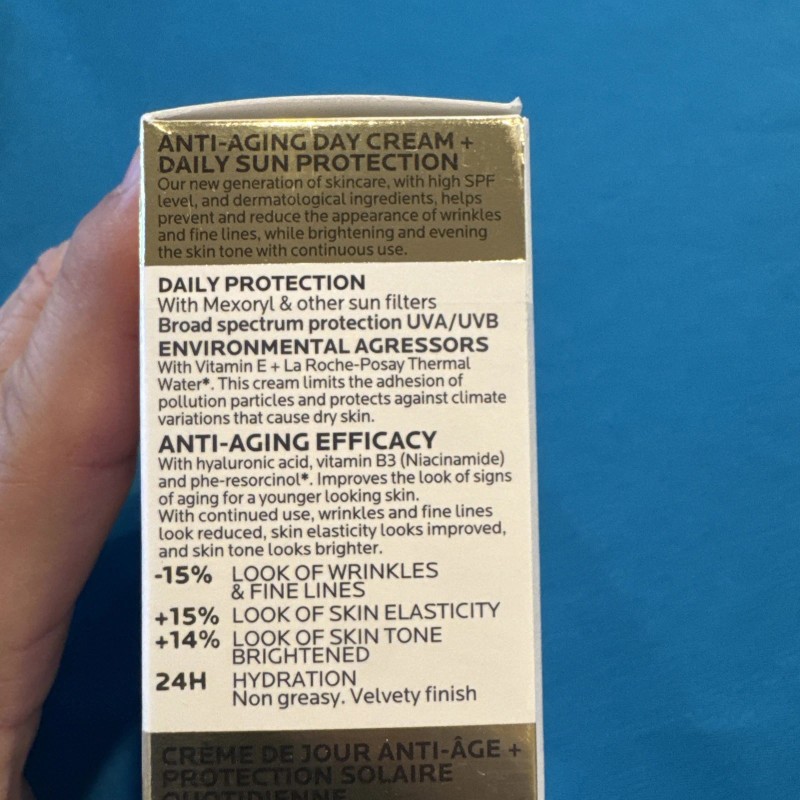 ANTI-AGING DAY CREAM +
DAILY SUN PROTECTION
Our new generation of skincare, with high SPF
level, and dermatological ingredients, helps
prevent and reduce the appearance of wrinkles
and fine lines, while brightening and evening
the skin tone with continuous use.
DAILY PROTECTION
With Mexoryl & other sun filters
Broad spectrum protection UVA/UVB
ENVIRONMENTAL AGRESSORS
With Vitamin E + La Roche-Posay Thermal
Water*. This cream limits the adhesion of
pollution particles and protects against climate
variations that cause dry skin.
ANTI-AGING EFFICACY
With hyaluronic acid, vitamin B3 (Niacinamide)
and phe-resorcinol*. Improves the look of signs
of aging for a younger looking skin.
With continued use, wrinkles and fine lines
look reduced, skin elasticity looks improved,
and skin tone looks brighter.
-15% LOOK OF WRINKLES
& FINE LINES
+15% LOOK OF SKIN ELASTICITY
+14% LOOK OF SKIN TONE
BRIGHTENED
24H HYDRATION
Non greasy. Velvety finish
CRÈME DE JOUR ANTI-ÂGE +
PROTECTION SOLAIRE
QUOTIDIENNE